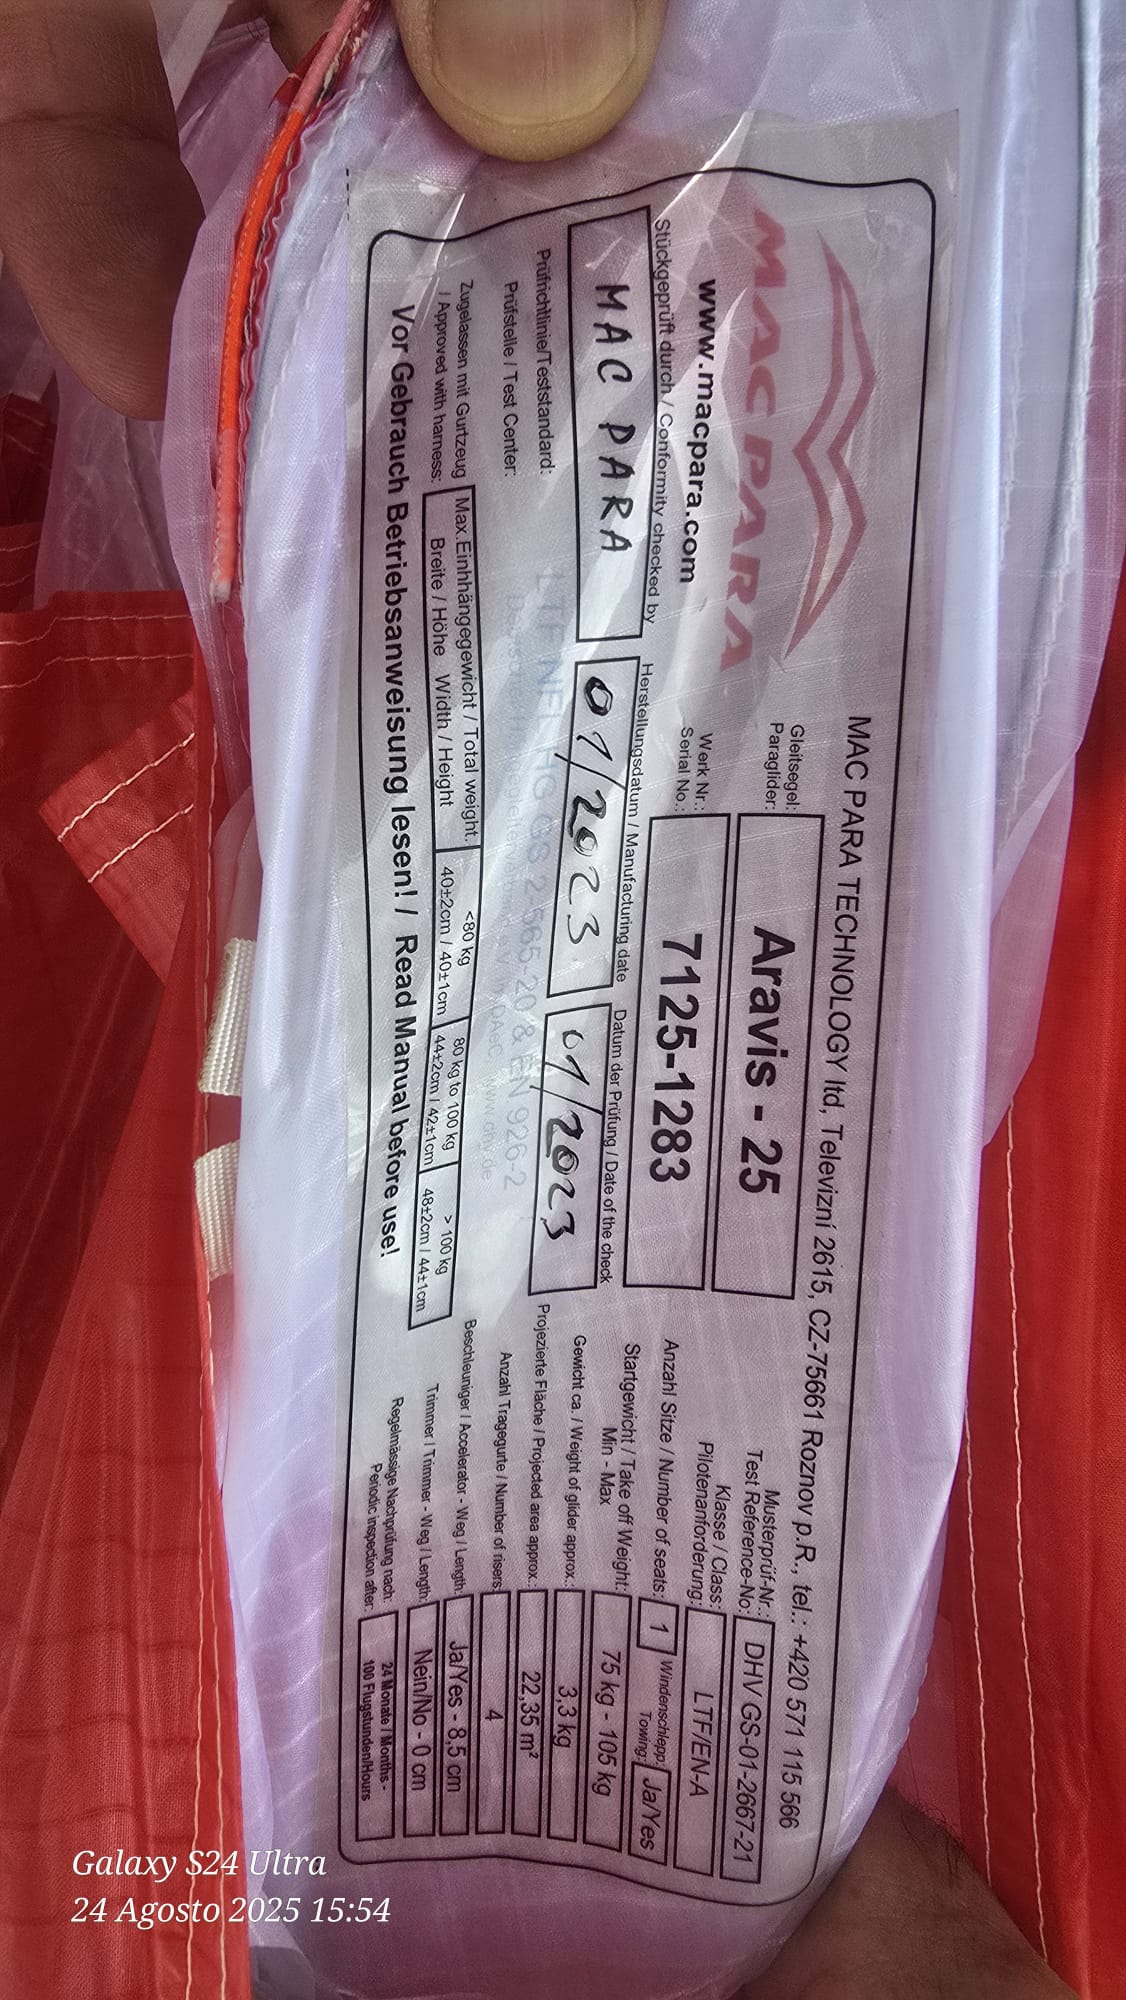 MAC PARA
www.macpara.com
MAC PARA TECHNOLOGY ltd, Televizní 2615, CZ-75661 Roznov p.R., tel.: +420 571 115 566
Gleitsegel:
Paraglider:
Aravis - 25
Werk Nr.:
Serial No.:
7125-1283
Stückgeprüft durch / Conformity checked by
MAC PARA
Herstellungsdatum / Manufacturing date
01/2023
Datum der Prüfung / Date of the check
01/2023
Prüfrichtlinie/Teststandard:
Prüfstelle / Test Center:
Zugelassen mit Gurtzeug
/ Approved with harness:
Max.Einhhängegewicht / Total weight:
<80 kg
80 kg to 100 kg
> 100 kg
Breite / Höhe Width / Height
40±2cm / 40±1cm
44±2cm / 42±1cm
48±2cm / 44±1cm
Vor Gebrauch Betriebsanweisung lesen! / Read Manual before use!
Musterprüf-Nr.:
Test Reference-No:
DHV GS-01-2667-21
Klasse / Class:
Pilotenanforderung:
LTF/EN-A
Anzahl Sitze / Number of seats:
1
Windenschlepp:
Towing:
Ja/Yes
Startgewicht / Take off Weight:
Min - Max
75 kg - 105 kg
Gewicht ca. / Weight of glider approx.:
3,3 kg
Projezierte Fläche / Projected area approx.:
22,35 m²
Anzahl Tragegurte / Number of risers:
4
Beschleuniger / Accelerator - Weg / Length:
Ja/Yes - 8,5 cm
Trimmer / Trimmer - Weg / Length:
Nein/No - 0 cm
Regelmässige Nachprüfung nach:
Periodic inspection after:
24 Monate / Months -
100 Flugstunden/Hours
Galaxy S24 Ultra
24 Agosto 2025 15:54